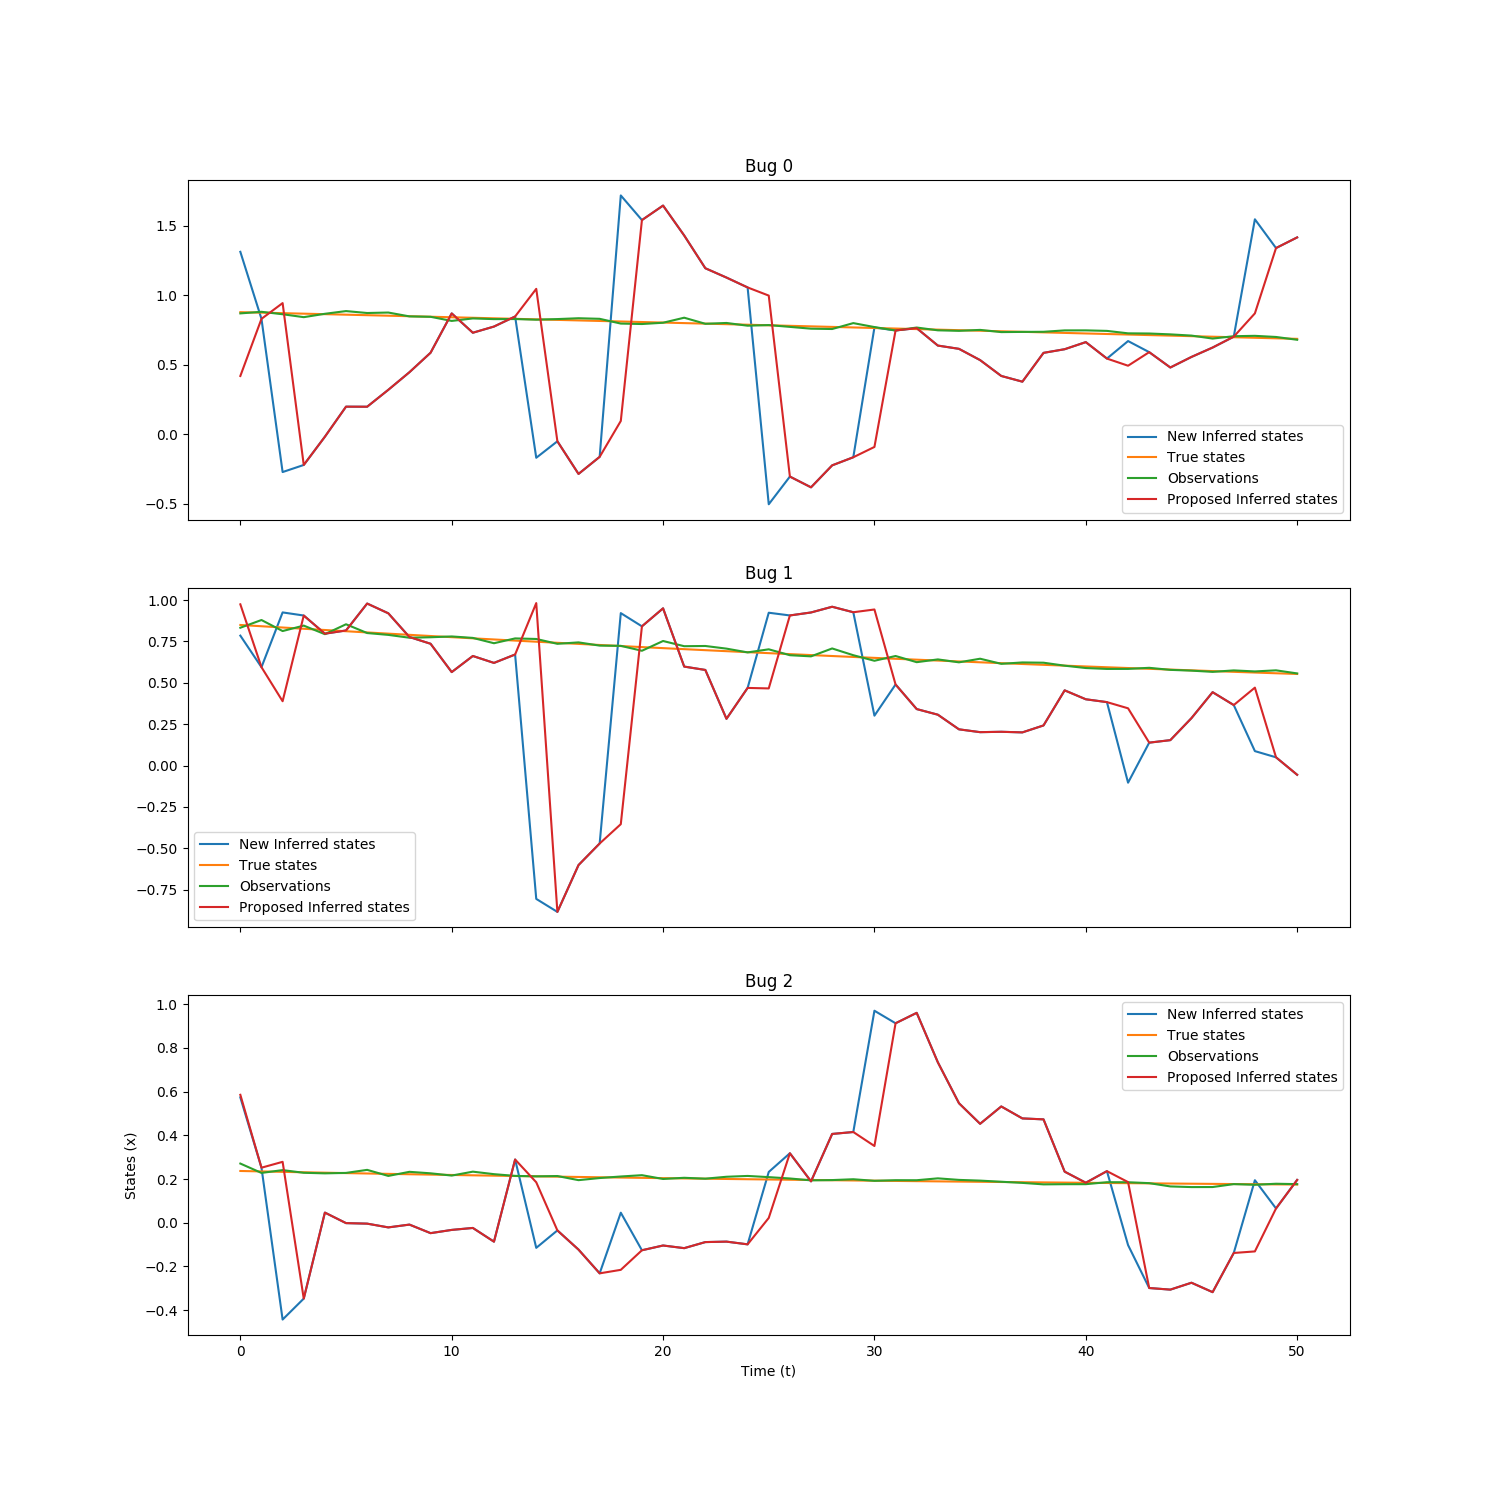 Bug 0
1.5
1.0
0.5
0.0
−0.5
New Inferred states
True states
Observations
Proposed Inferred states
Bug 1
1.00
0.75
0.50
0.25
0.00
−0.25
−0.50
−0.75
New Inferred states
True states
Observations
Proposed Inferred states
Bug 2
States (x)
1.0
0.8
0.6
0.4
0.2
0.0
−0.2
−0.4
New Inferred states
True states
Observations
Proposed Inferred states
0 10 20 30 40 50
Time (t)